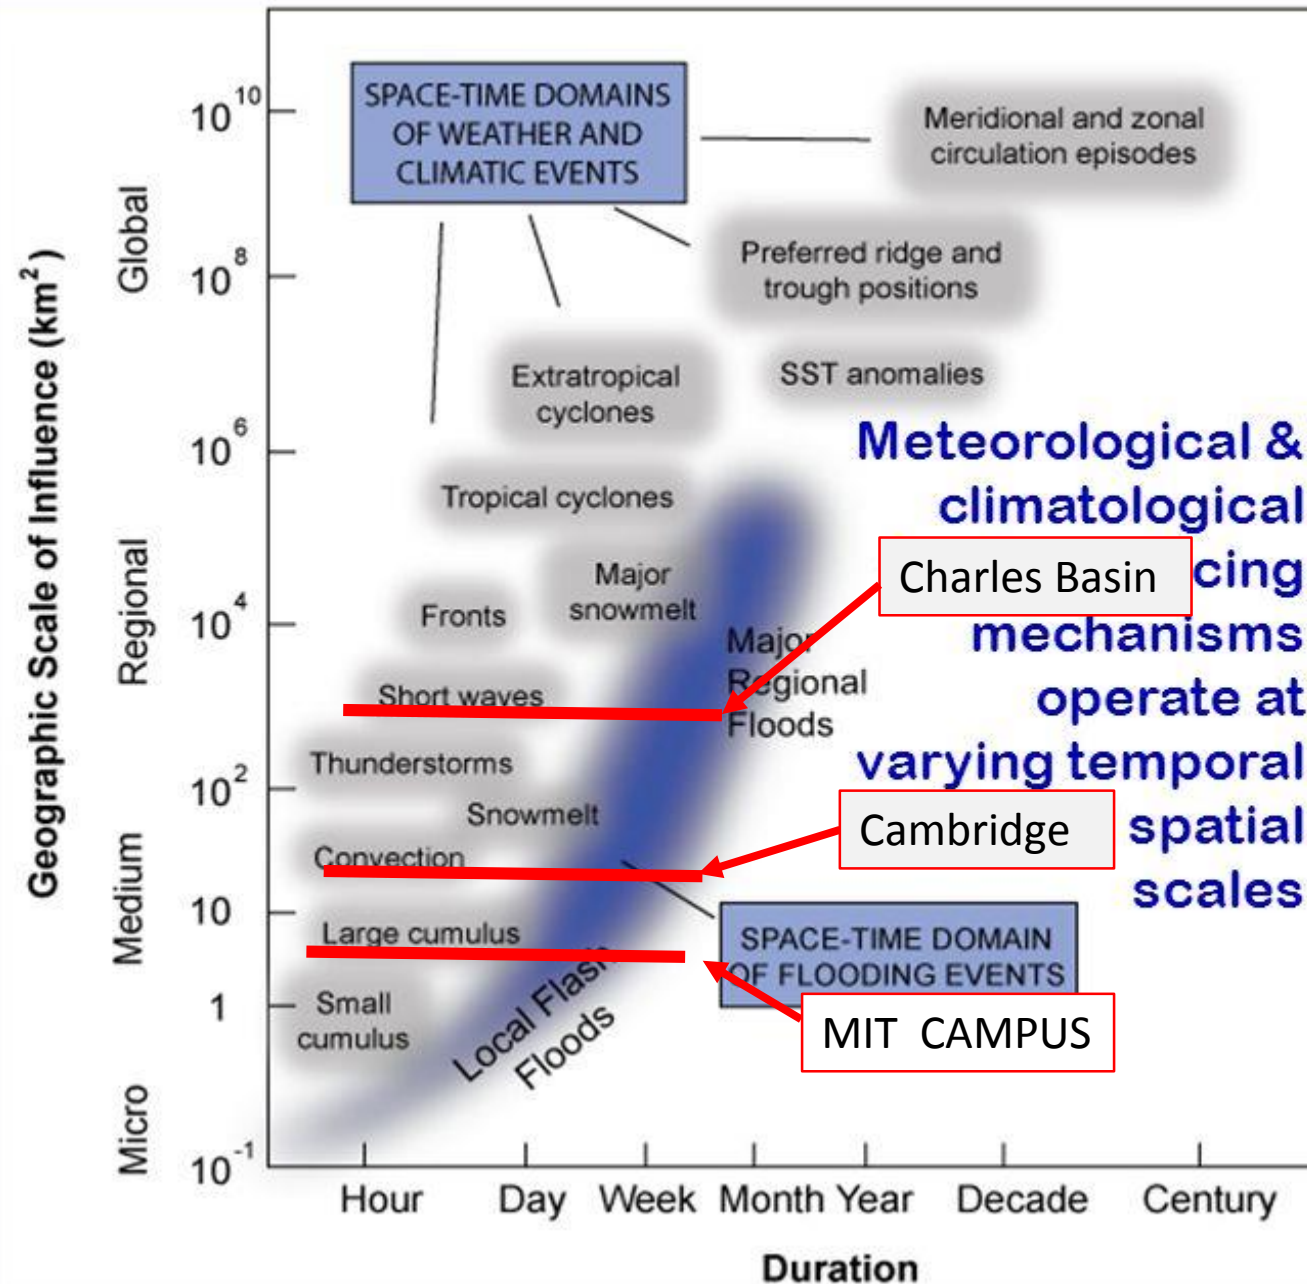 SPACE-TIME DOMAINS
OF WEATHER AND
CLIMATIC EVENTS
Meridional and zonal
circulation episodes
Preferred ridge and
trough positions
Extratropical
cyclones
SST anomalies
Tropical cyclones
Major
snowmelt
Fronts
Short waves
Thunderstorms
Snowmelt
Convection
Large cumulus
Small
cumulus
Local Flash
Floods
Major
Regional
Floods
Meteorological &
climatological
cing
mechanisms
operate at
varying temporal
spatial
scales
Charles Basin
Cambridge
SPACE-TIME DOMAIN
OF FLOODING EVENTS
MIT CAMPUS
Geographic Scale of Influence (km²)
Global
Regional
Medium
Micro
10¹⁰
10⁸
10⁶
10⁴
10²
10
1
10⁻¹
Hour Day Week Month Year Decade Century
Duration